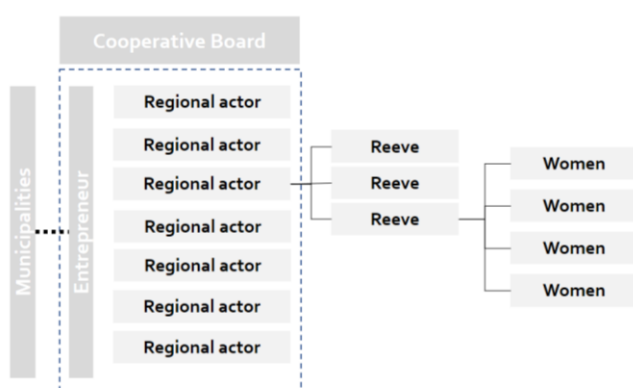 Cooperative Board
Municipalities
Entrepreneur
Regional actor
Regional actor
Regional actor
Regional actor
Regional actor
Regional actor
Regional actor
Reeve
Reeve
Reeve
Women
Women
Women
Women